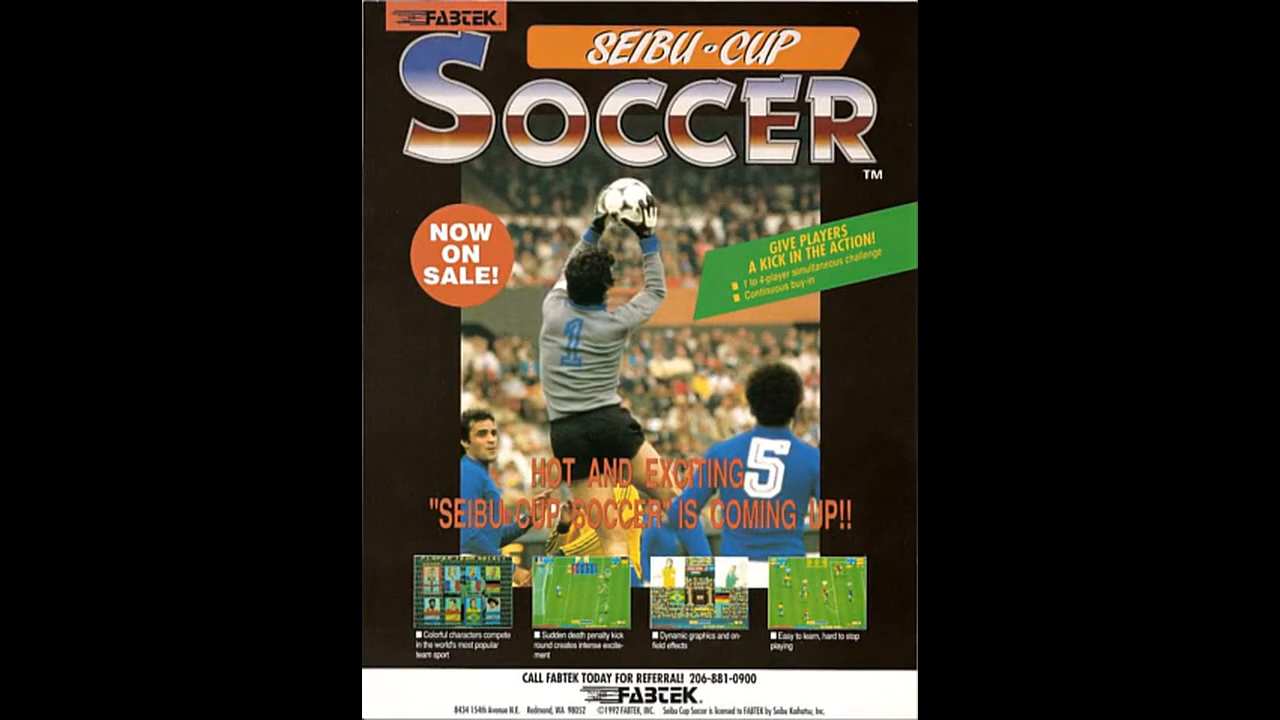 FABTEK.
SEIBU • CUP
SOCCER
TM
NOW
ON
SALE!
GIVE PLAYERS
A KICK IN THE ACTION!
■ 1 to 4-player simultaneous challenge
■ Continuous buy-in
1
5
HOT AND EXCITING
"SEIBU CUP SOCCER" IS COMING UP!!
■ Colorful characters compete
in the world's most popular
team sport
■ Sudden death penalty kick
round creates intense excite-
ment
■ Dynamic graphics and on-
field effects
■ Easy to learn, hard to stop
playing
CALL FABTEK TODAY FOR REFERRAL! 206-881-0900
FABTEK.
8434 154th Avenue N.E. Redmond, WA 98052 ©1992 FABTEK, INC. Seibu Cup Soccer is licensed to FABTEK by Seibu Kaihatsu, Inc.